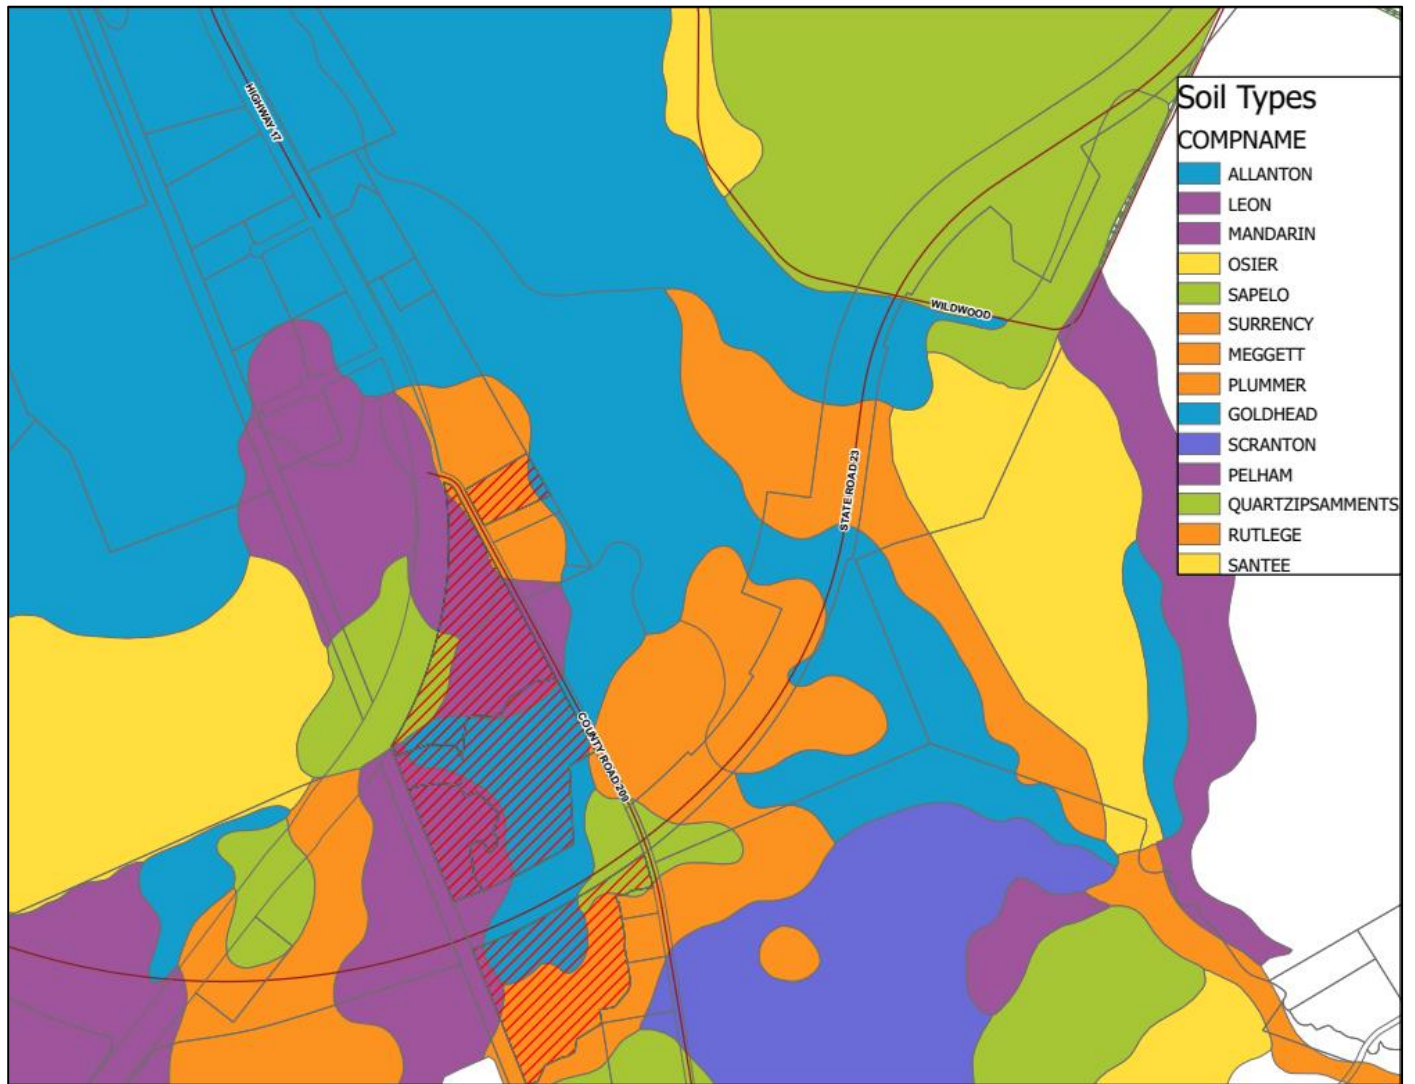 HIGHWAY 17
Soil Types
COMPNAME
ALLANTON
LEON
MANDARIN
OSIER
SAPELO
SURRENCY
MEGGETT
PLUMMER
GOLDHEAD
SCRANTON
PELHAM
QUARTZIPSAMMENTS
RUTLEGE
SANTEE
WILDWOOD
STATE ROAD 23
COUNTY ROAD 209